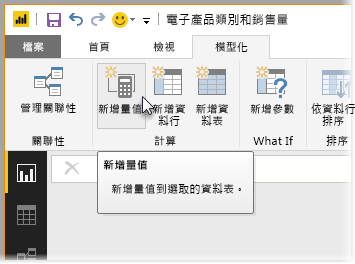 電子產品類別和銷售量
檔案 首頁 檢視 模型化
管理關聯性 新增量值 新增資料行 新增資料表 新增參數 依資料行排序
關聯性 計算 What If 排序
新增量值
新增量值到選取的資料表。